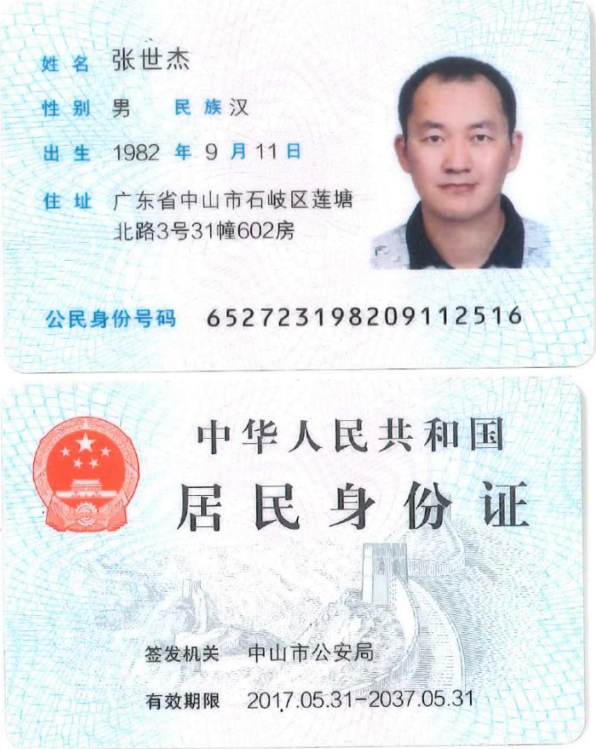 姓名 张世杰
性别 男 民族 汉
出生 1982 年 9 月 11 日
住址 广东省中山市石岐区莲塘
北路3号31幢602房
公民身份号码 652723198209112516
中华人民共和国
居民身份证
签发机关 中山市公安局
有效期限 2017.05.31-2037.05.31